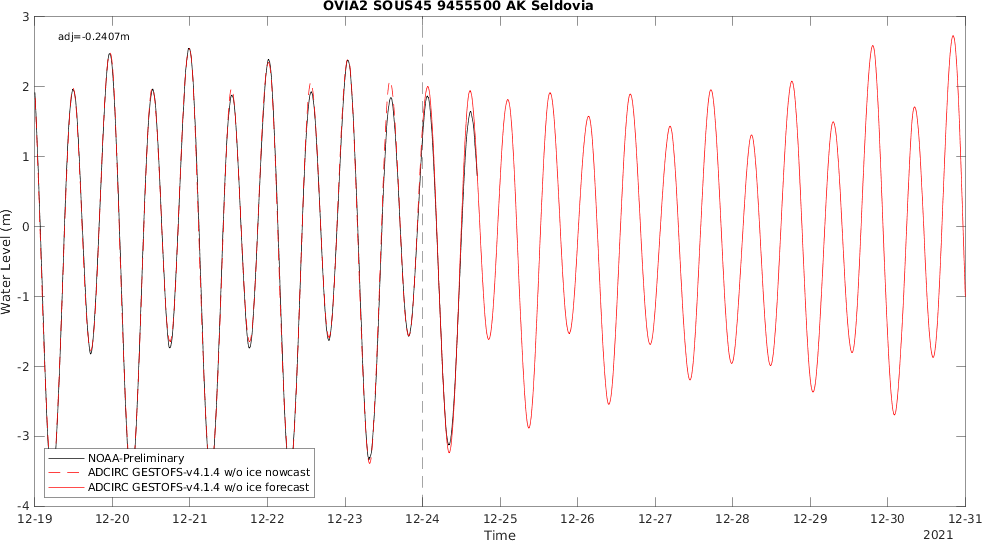 OVIA2 SOUS45 9455500 AK Seldovia
adj=-0.2407m
3
2
1
0
-1
-2
-3
-4
Water Level (m)
NOAA-Preliminary
ADCIRC GESTOFS-v4.1.4 w/o ice nowcast
ADCIRC GESTOFS-v4.1.4 w/o ice forecast
12-19 12-20 12-21 12-22 12-23 12-24 12-25 12-26 12-27 12-28 12-29 12-30 12-31
Time
2021